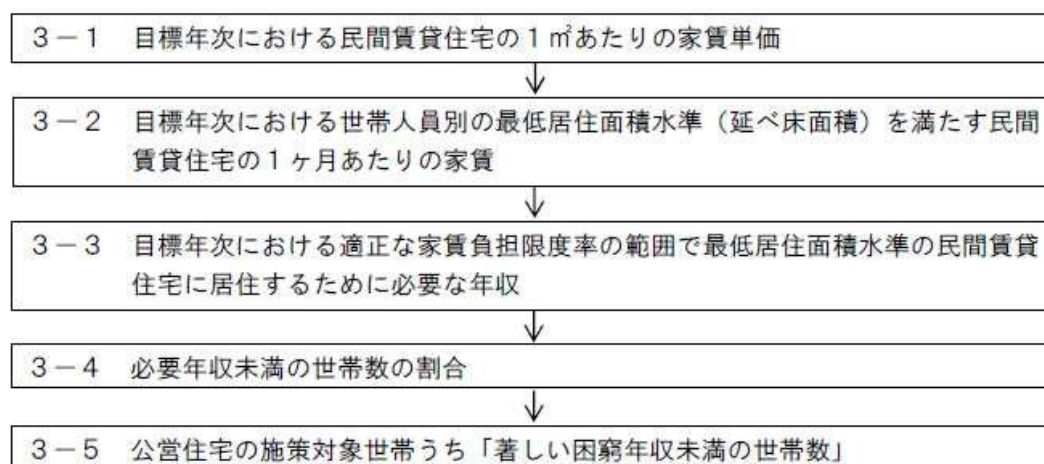 3-1 目標年次における民間賃貸住宅の1㎡あたりの家賃単価
3-2 目標年次における世帯人員別の最低居住面積水準（延べ床面積）を満たす民間
賃貸住宅の1ヶ月あたりの家賃
3-3 目標年次における適正な家賃負担限度率の範囲で最低居住面積水準の民間賃貸
住宅に居住するために必要な年収
3-4 必要年収未満の世帯数の割合
3-5 公営住宅の施策対象世帯うち「著しい困窮年収未満の世帯数」